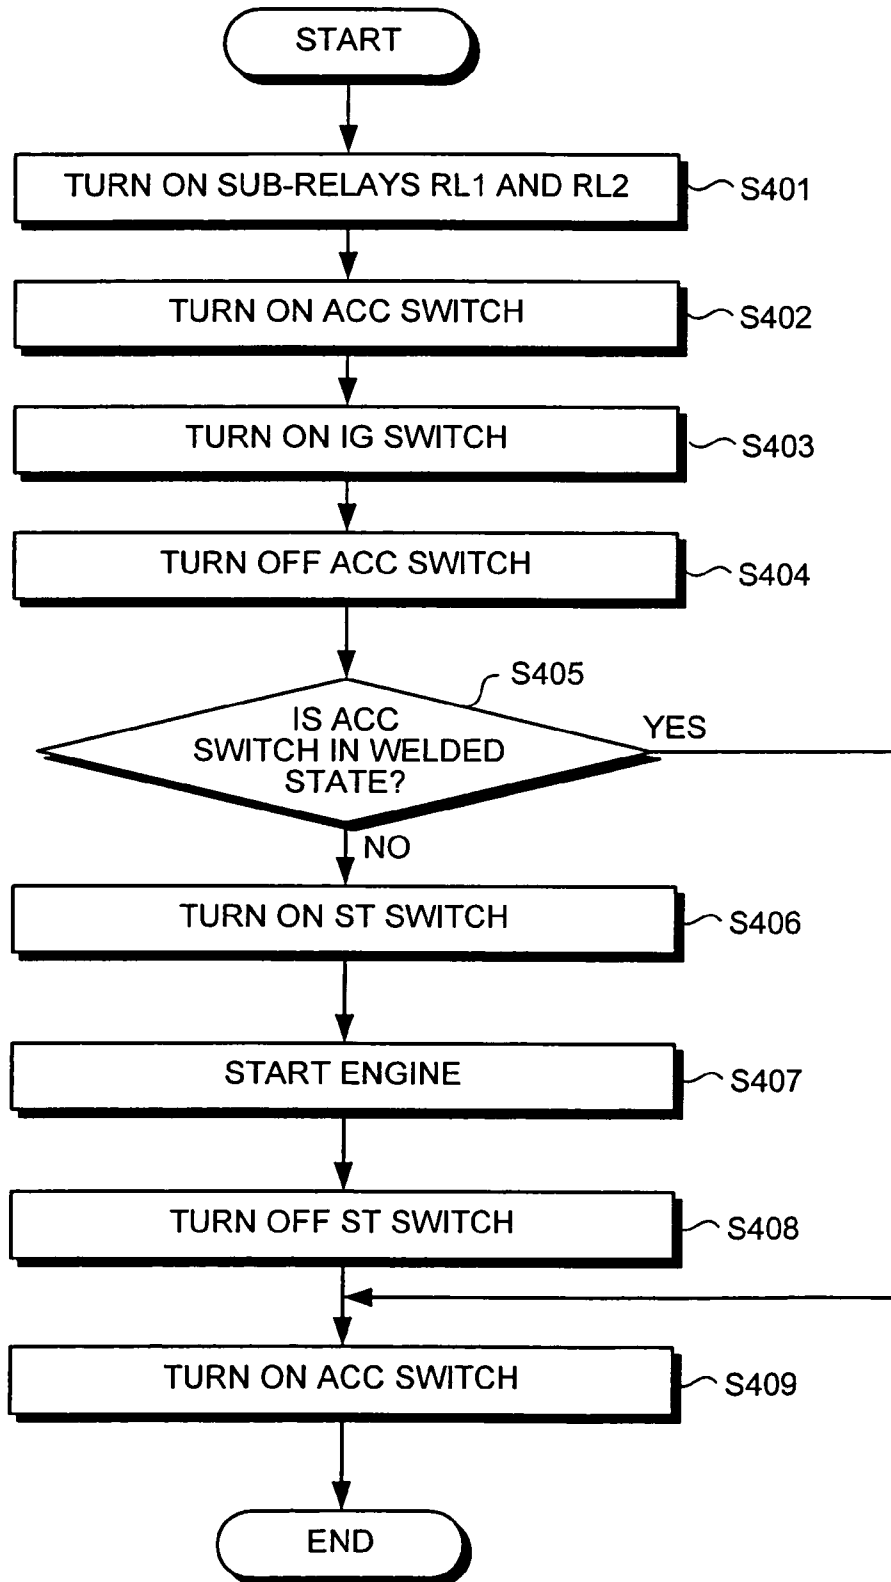 START
TURN ON SUB-RELAYS RL1 AND RL2
S401
TURN ON ACC SWITCH
S402
TURN ON IG SWITCH
S403
TURN OFF ACC SWITCH
S404
S405
IS ACC
SWITCH IN WELDED
STATE?
YES
NO
TURN ON ST SWITCH
S406
START ENGINE
S407
TURN OFF ST SWITCH
S408
TURN ON ACC SWITCH
S409
END